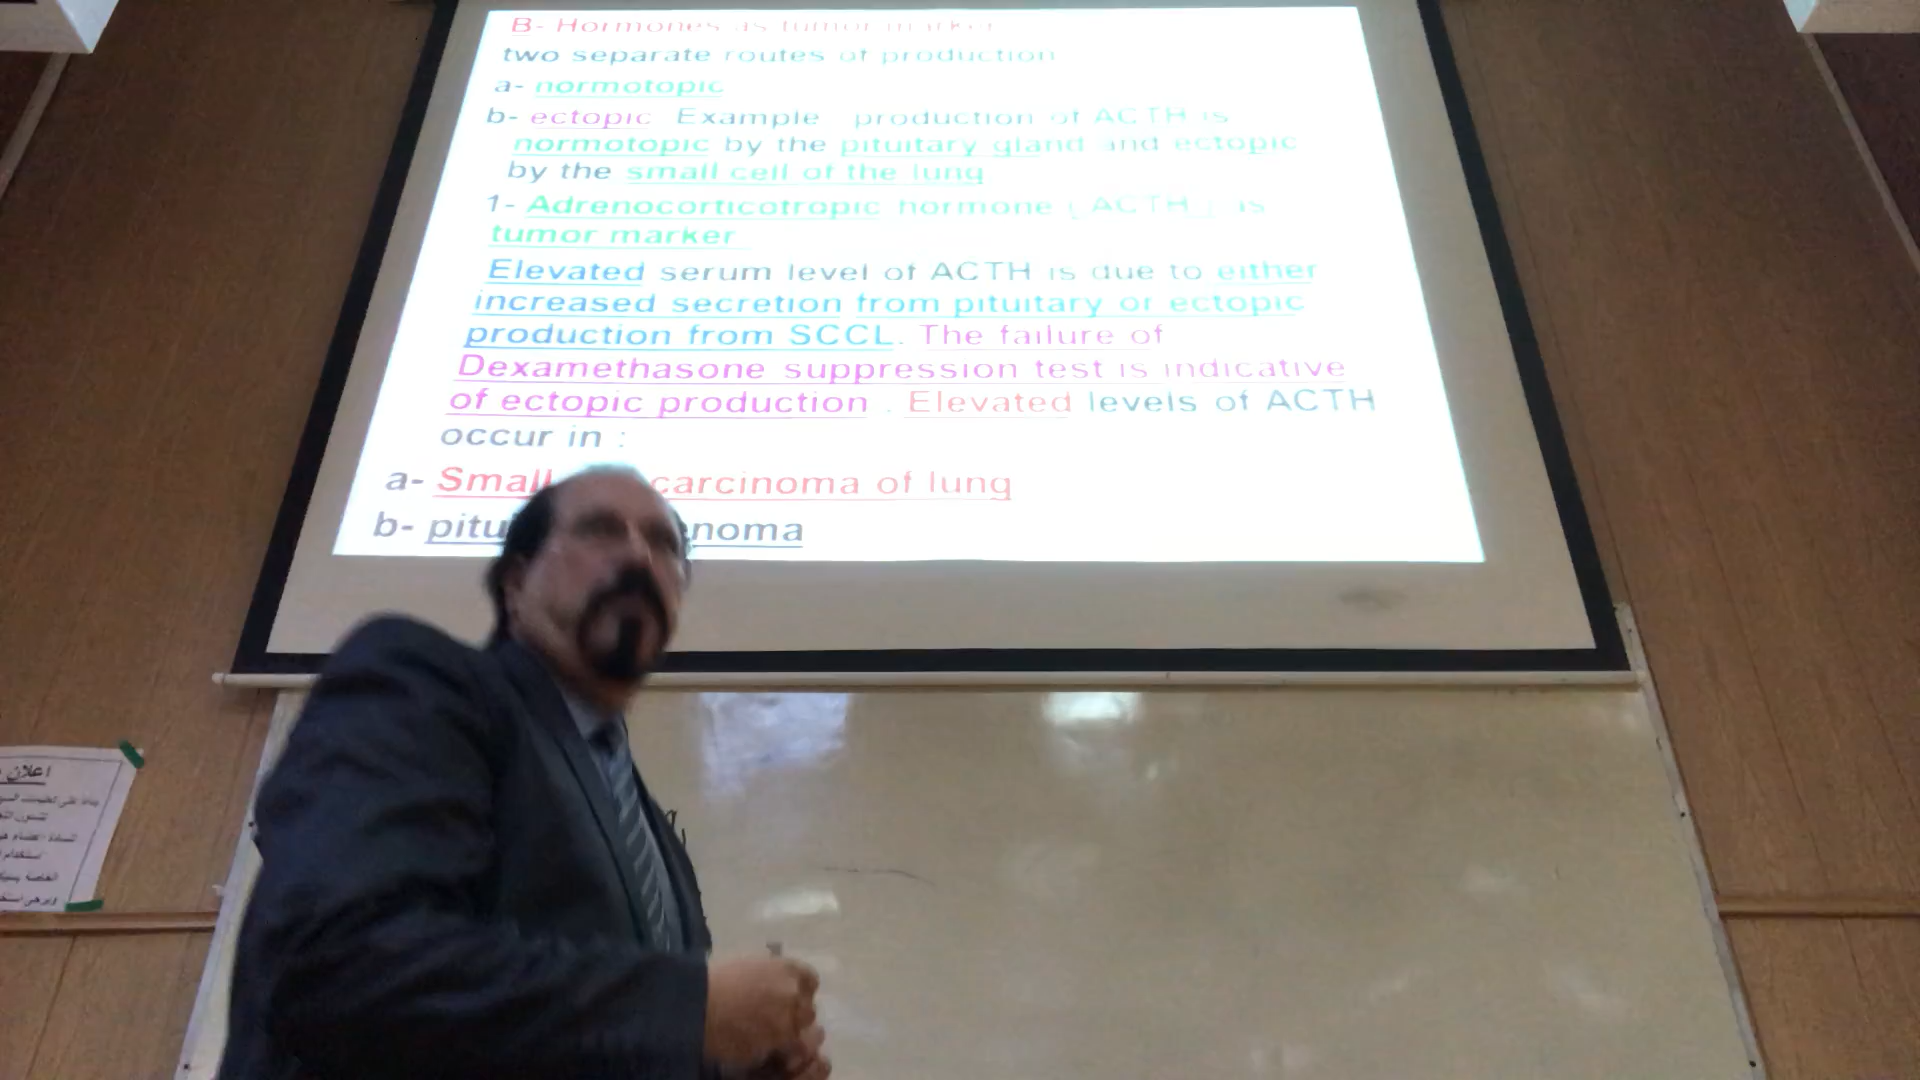 B- Hormones as tumor marker
two separate routes of production
a- normotopic
b- ectopic Example production of ACTH is
normotopic by the pituitary gland and ectopic
by the small cell of the lung
1- Adrenocorticotropic hormone ( ACTH ) as
tumor marker
Elevated serum level of ACTH is due to either
increased secretion from pituitary or ectopic
production from SCCL. The failure of
Dexamethasone suppression test is indicative
of ectopic production . Elevated levels of ACTH
occur in :
a- Small carcinoma of lung
b- pitu noma
اعلان